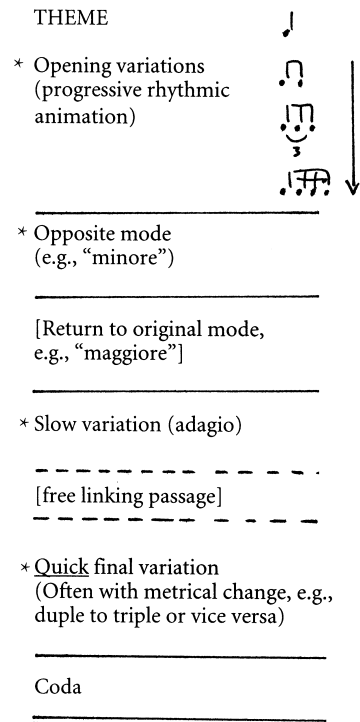 THEME
* Opening variations
(progressive rhythmic
animation)
3
* Opposite mode
(e.g., “minore”)
[Return to original mode,
e.g., “maggiore”]
* Slow variation (adagio)
[free linking passage]
* Quick final variation
(Often with metrical change, e.g.,
duple to triple or vice versa)
Coda